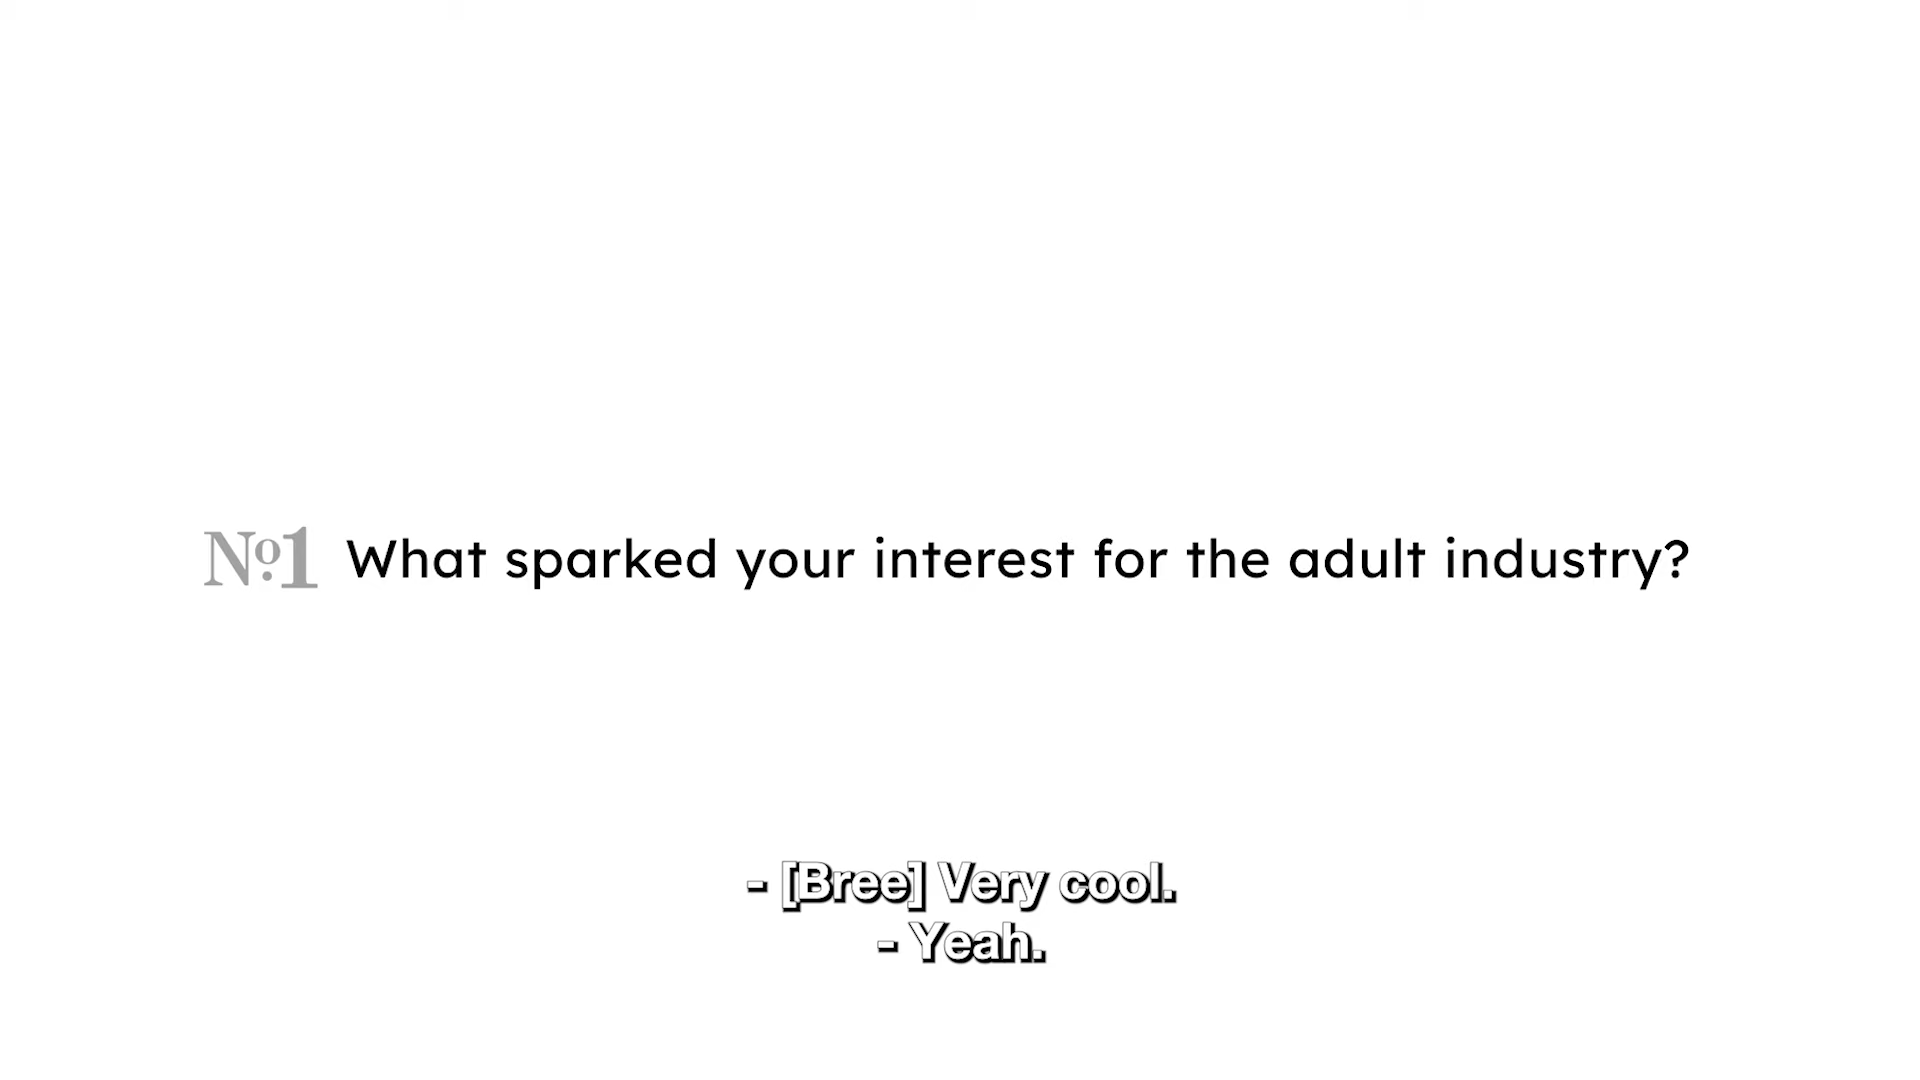 №1 What sparked your interest for the adult industry?
- [Bree] Very cool.
- Yeah.